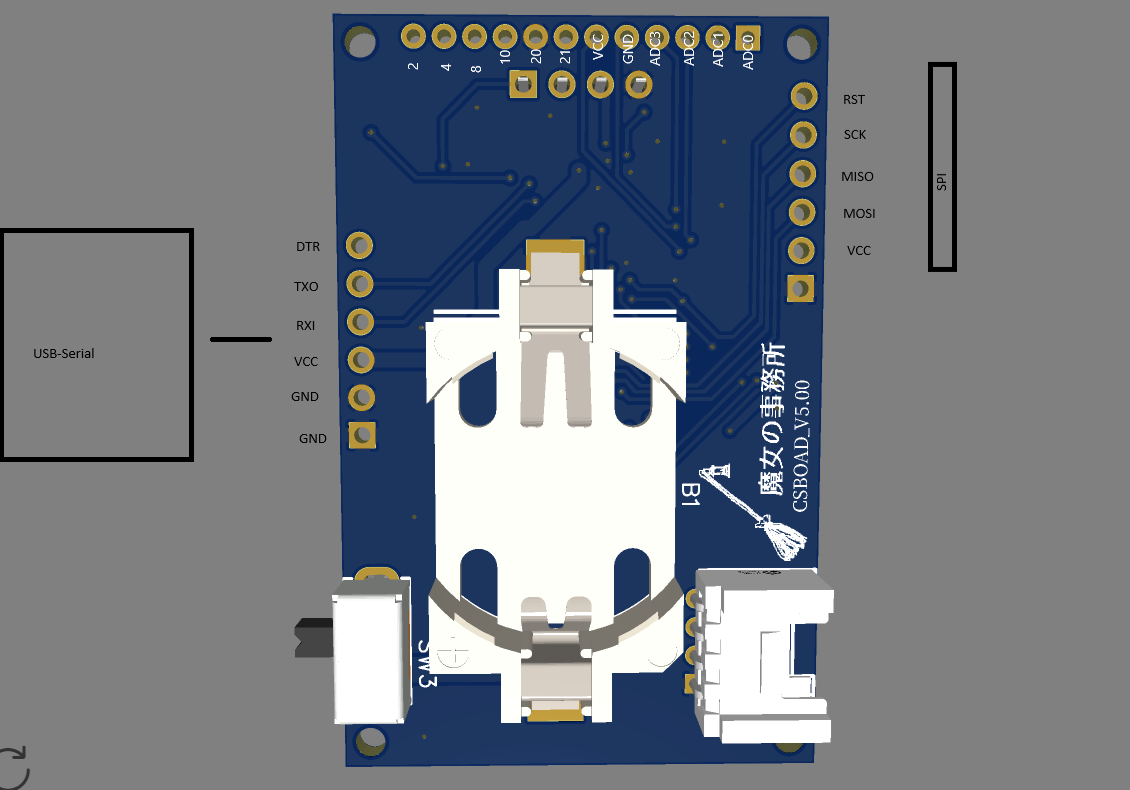 2
4
8
10
20
21
VCC
GND
ADC3
ADC2
ADC1
ADC0
RST
SCK
MISO
MOSI
VCC
SPI
DTR
TXO
RXI
VCC
GND
GND
USB-Serial
魔女の事務所
CSBOAD_V5.00
B1
SW3